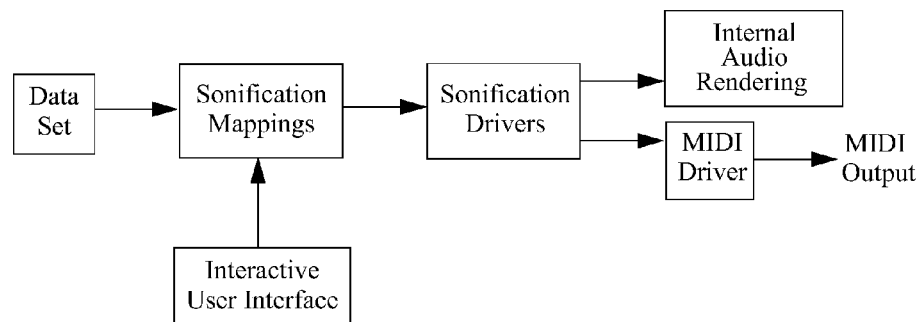 Data
Set
Sonification
Mappings
Sonification
Drivers
Internal
Audio
Rendering
MIDI
Driver
MIDI
Output
Interactive
User Interface